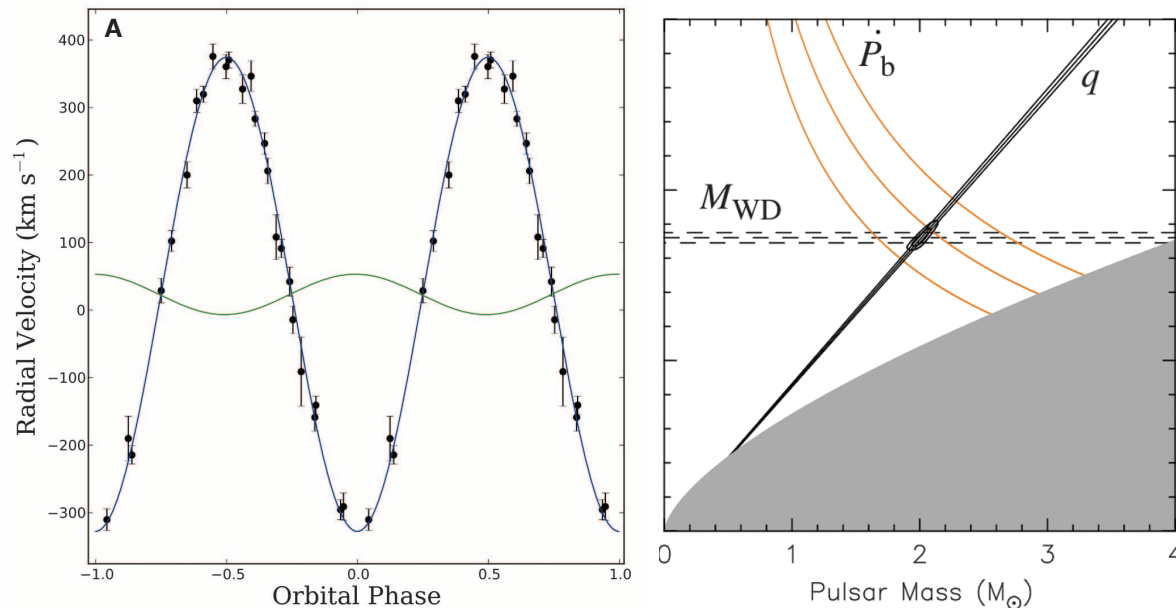 A
Radial Velocity (km s⁻¹)
400
300
200
100
0
−100
−200
−300
−1.0
−0.5
0.0
0.5
1.0
Orbital Phase
Ṗb
q
MWD
0
1
2
3
4
Pulsar Mass (M⊙)